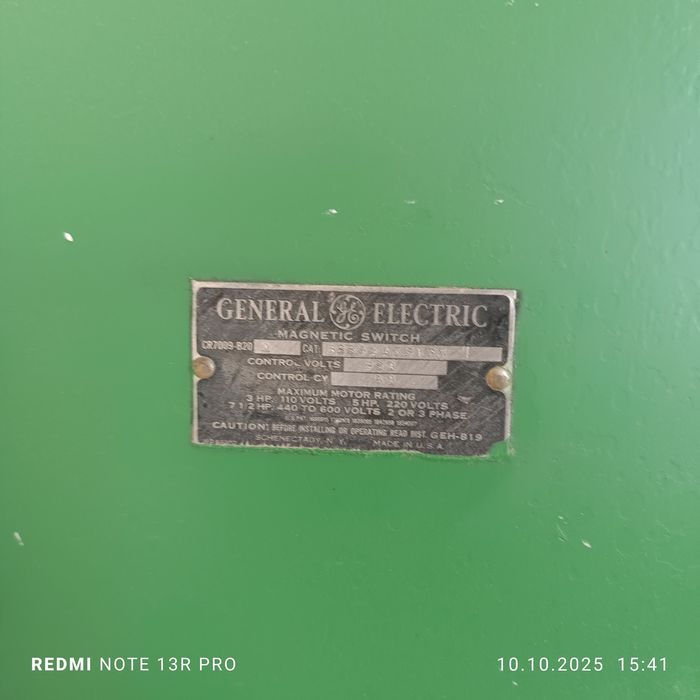 GENERAL GE ELECTRIC
MAGNETIC SWITCH
CR7009-B20 CAT.
CONTROL VOLTS
CONTROL CY
MAXIMUM MOTOR RATING
3 HP. 110 VOLTS 5 HP. 220 VOLTS
7 1/2 HP. 440 TO 600 VOLTS 2 OR 3 PHASE
CAUTION: BEFORE INSTALLING OR OPERATING READ INST. GEH-819
SCHENECTADY, N.Y. MADE IN U.S.A.
REDMI NOTE 13R PRO 10.10.2025 15:41